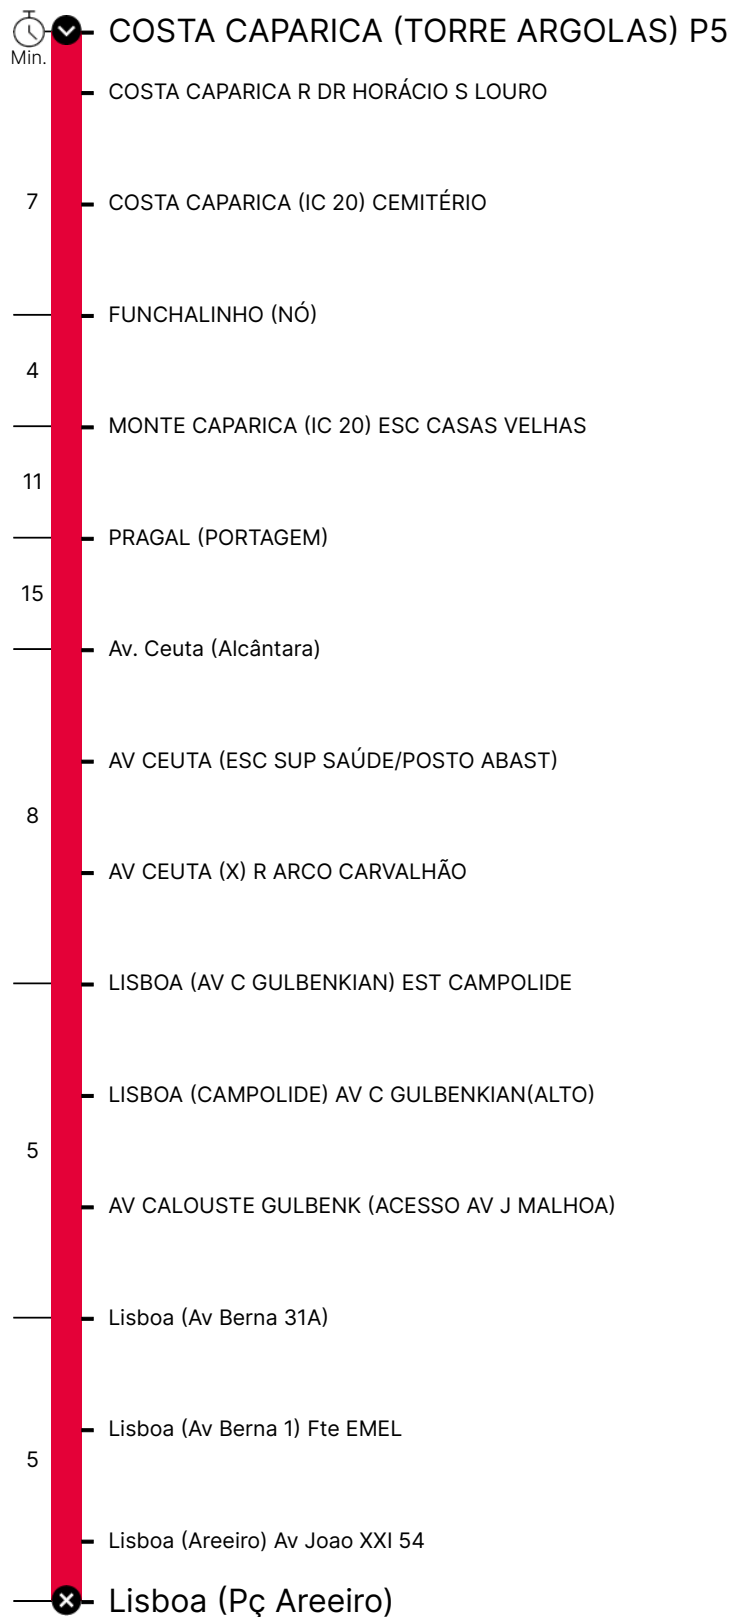 COSTA CAPARICA (TORRE ARGOLAS) P5
Min.
COSTA CAPARICA R DR HORÁCIO S LOURO
7
COSTA CAPARICA (IC 20) CEMITÉRIO
FUNCHALINHO (NÓ)
4
MONTE CAPARICA (IC 20) ESC CASAS VELHAS
11
PRAGAL (PORTAGEM)
15
Av. Ceuta (Alcântara)
AV CEUTA (ESC SUP SAÚDE/POSTO ABAST)
8
AV CEUTA (X) R ARCO CARVALHÃO
LISBOA (AV C GULBENKIAN) EST CAMPOLIDE
LISBOA (CAMPOLIDE) AV C GULBENKIAN(ALTO)
5
AV CALOUSTE GULBENK (ACESSO AV J MALHOA)
Lisboa (Av Berna 31A)
Lisboa (Av Berna 1) Fte EMEL
5
Lisboa (Areeiro) Av Joao XXI 54
Lisboa (Pç Areeiro)